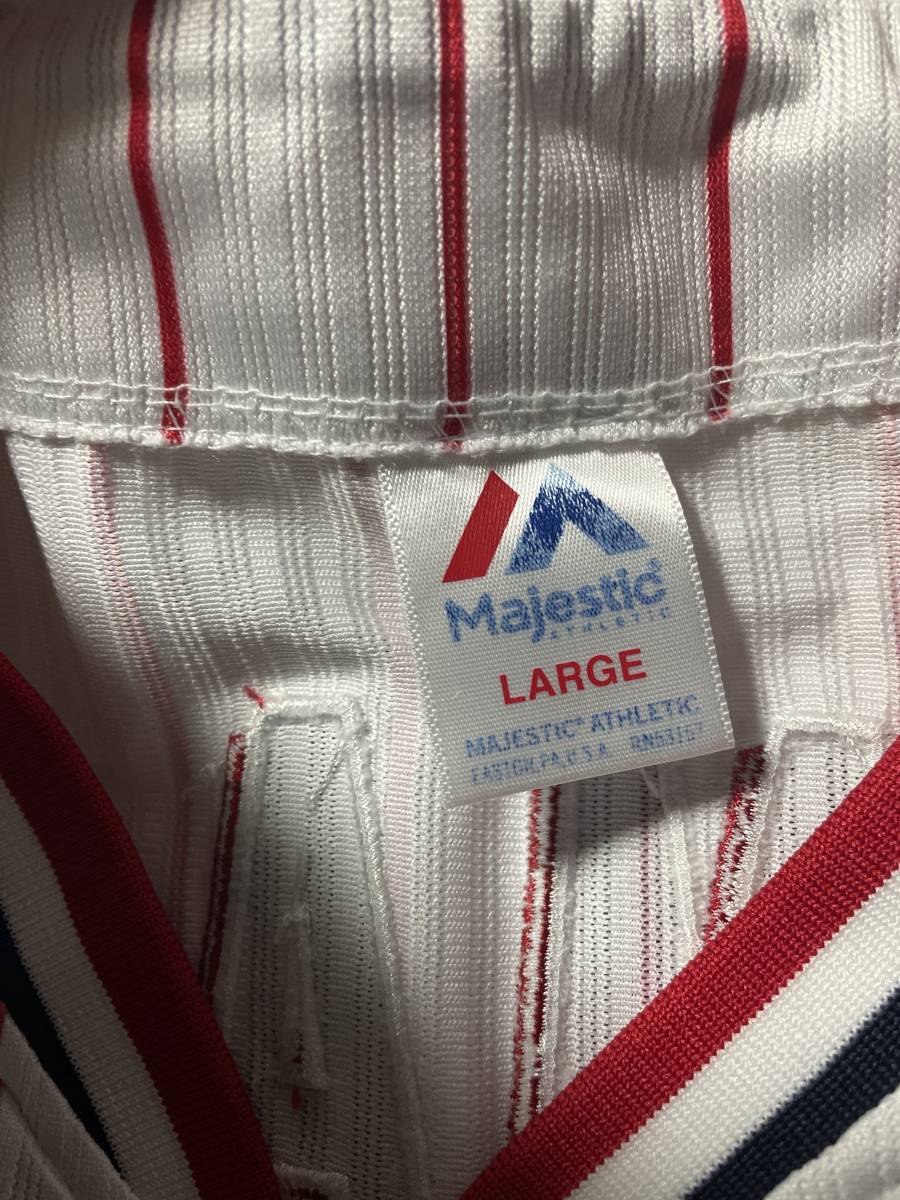 Majestic®
ATHLETIC
LARGE
MAJESTIC® ATHLETIC
EASTON, PA, U.S.A. RN53157